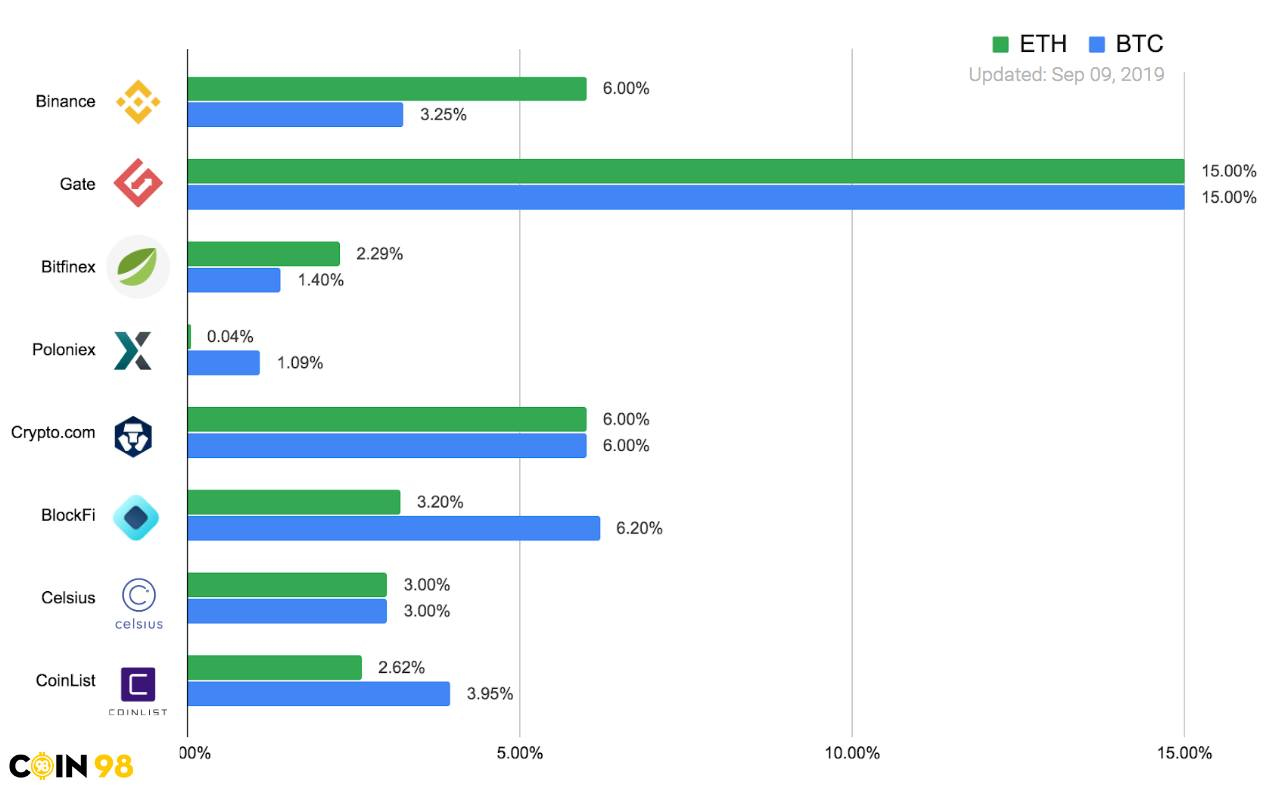 ETH BTC
Updated: Sep 09, 2019
Binance
6.00%
3.25%
Gate
15.00%
15.00%
Bitfinex
2.29%
1.40%
Poloniex
0.04%
1.09%
Crypto.com
6.00%
6.00%
BlockFi
3.20%
6.20%
Celsius
celsius
3.00%
3.00%
CoinList
COINLIST
2.62%
3.95%
00% 5.00% 10.00% 15.00%
COIN 98